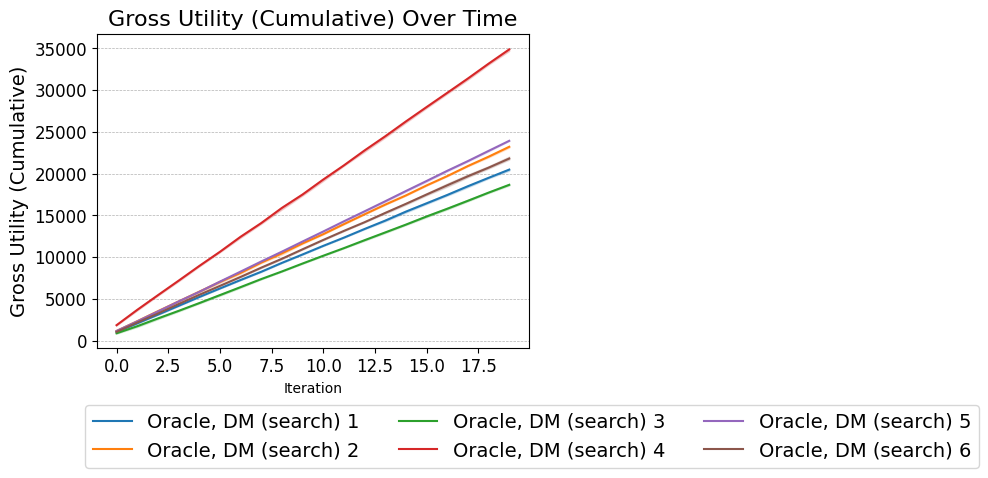 Gross Utility (Cumulative) Over Time
Gross Utility (Cumulative)
35000
30000
25000
20000
15000
10000
5000
0
0.0 2.5 5.0 7.5 10.0 12.5 15.0 17.5
Iteration
Oracle, DM (search) 1 Oracle, DM (search) 3 Oracle, DM (search) 5
Oracle, DM (search) 2 Oracle, DM (search) 4 Oracle, DM (search) 6